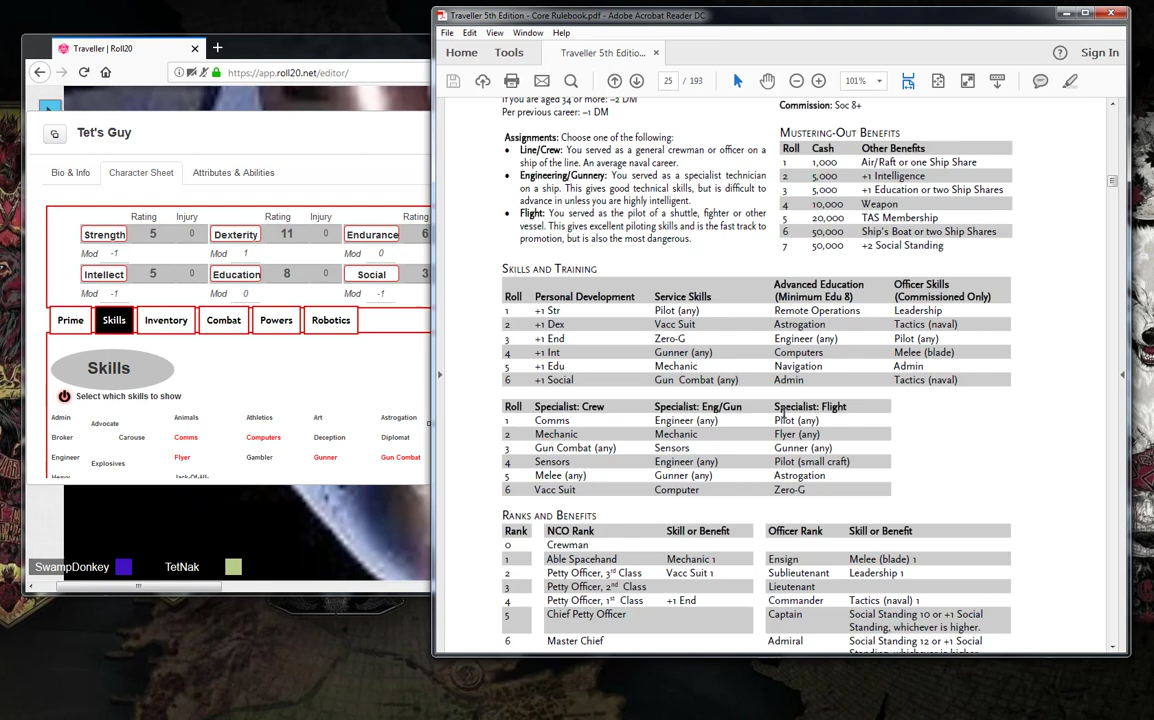 Traveller 5th Edition - Core Rulebook.pdf - Adobe Acrobat Reader DC
File Edit View Window Help
Home Tools Traveller 5th Editio... × Sign In
25 / 193 101%
Traveller | Roll20 × +
https://app.roll20.net/editor/
Tet's Guy
Bio & Info Character Sheet Attributes & Abilities
Rating Injury Rating Injury Rating
Strength 5 0 Dexterity 11 0 Endurance 6
Mod -1 Mod 1 Mod 0
Intellect 5 0 Education 8 0 Social 3
Mod -1 Mod 0 Mod -1
Prime Skills Inventory Combat Powers Robotics
Skills
Select which skills to show
Admin Advocate Animals Athletics Art Astrogation
Broker Carouse Comms Computers Deception Diplomat
Engineer Explosives Flyer Gambler Gunner Gun Combat
Heavy Jack-Of-All-
SwampDonkey TetNak
If you are aged 34 or more: –2 DM
Per previous career: –1 DM
Assignments: Choose one of the following:
• Line/Crew: You served as a general crewman or officer on a
ship of the line. An average naval career.
• Engineering/Gunnery: You served as a specialist technician
on a ship. This gives good technical skills, but is difficult to
advance in unless you are highly intelligent.
• Flight: You served as the pilot of a shuttle, fighter or other
vessel. This gives excellent piloting skills and is the fast track to
promotion, but is also the most dangerous.
Commission: Soc 8+
Mustering-Out Benefits
Roll Cash Other Benefits
1 1,000 Air/Raft or one Ship Share
2 5,000 +1 Intelligence
3 5,000 +1 Education or two Ship Shares
4 10,000 Weapon
5 20,000 TAS Membership
6 50,000 Ship's Boat or two Ship Shares
7 50,000 +2 Social Standing
Skills and Training
Advanced Education Officer Skills
Roll Personal Development Service Skills (Minimum Edu 8) (Commissioned Only)
1 +1 Str Pilot (any) Remote Operations Leadership
2 +1 Dex Vacc Suit Astrogation Tactics (naval)
3 +1 End Zero-G Engineer (any) Pilot (any)
4 +1 Int Gunner (any) Computers Melee (blade)
5 +1 Edu Mechanic Navigation Admin
6 +1 Social Gun Combat (any) Admin Tactics (naval)
Roll Specialist: Crew Specialist: Eng/Gun Specialist: Flight
1 Comms Engineer (any) Pilot (any)
2 Mechanic Mechanic Flyer (any)
3 Gun Combat (any) Sensors Gunner (any)
4 Sensors Engineer (any) Pilot (small craft)
5 Melee (any) Gunner (any) Astrogation
6 Vacc Suit Computer Zero-G
Ranks and Benefits
Rank NCO Rank Skill or Benefit Officer Rank Skill or Benefit
0 Crewman
1 Able Spacehand Mechanic 1 Ensign Melee (blade) 1
2 Petty Officer, 3rd Class Vacc Suit 1 Sublieutenant Leadership 1
3 Petty Officer, 2nd Class Lieutenant
4 Petty Officer, 1st Class +1 End Commander Tactics (naval) 1
5 Chief Petty Officer Captain Social Standing 10 or +1 Social
Standing, whichever is higher.
6 Master Chief Admiral Social Standing 12 or +1 Social
Standing, whichever is higher.